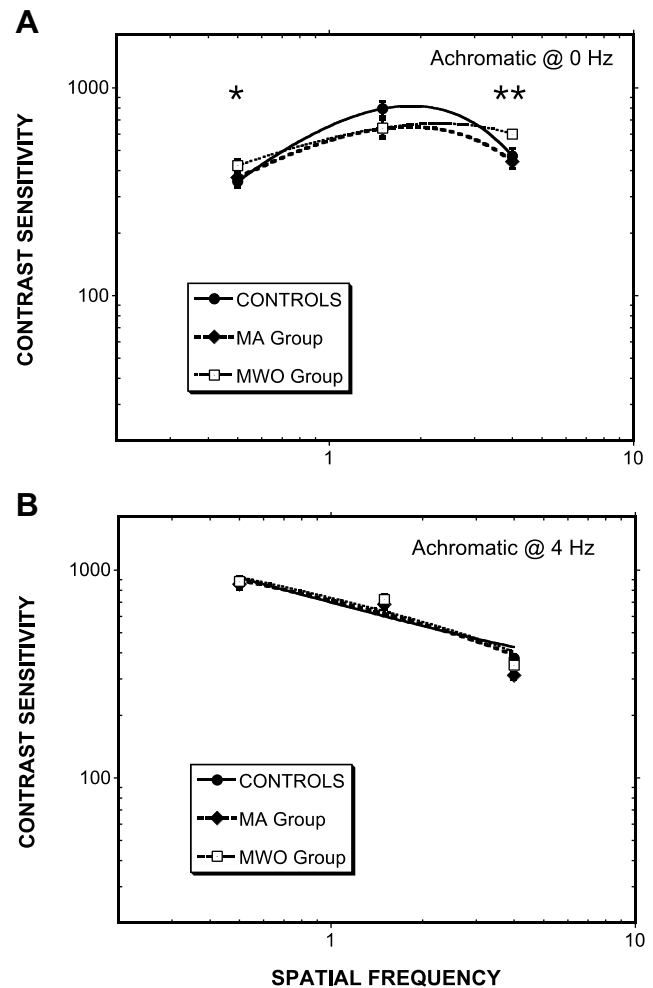 A
Achromatic @ 0 Hz
1000
*
**
CONTRAST SENSITIVITY
100
CONTROLS
MA Group
MWO Group
1
10
B
Achromatic @ 4 Hz
1000
CONTRAST SENSITIVITY
100
CONTROLS
MA Group
MWO Group
1
10
SPATIAL FREQUENCY